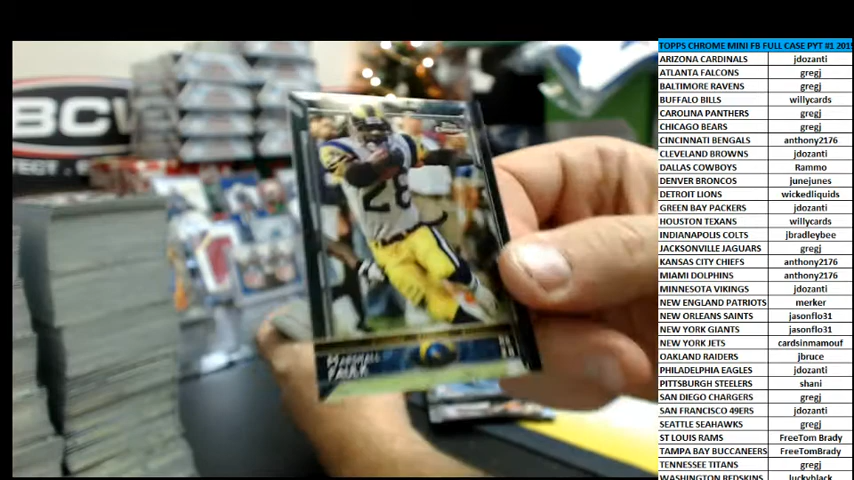 BCW
28
MARSHALL
FAULK
TOPPS CHROME MINI FB FULL CASE PYT #1 2015
ARIZONA CARDINALS jdozanti
ATLANTA FALCONS gregj
BALTIMORE RAVENS gregj
BUFFALO BILLS willycards
CAROLINA PANTHERS gregj
CHICAGO BEARS gregj
CINCINNATI BENGALS anthony2176
CLEVELAND BROWNS jdozanti
DALLAS COWBOYS Rammo
DENVER BRONCOS junejunes
DETROIT LIONS wickedliquids
GREEN BAY PACKERS jdozanti
HOUSTON TEXANS willycards
INDIANAPOLIS COLTS jbradleybee
JACKSONVILLE JAGUARS gregj
KANSAS CITY CHIEFS anthony2176
MIAMI DOLPHINS anthony2176
MINNESOTA VIKINGS jdozanti
NEW ENGLAND PATRIOTS merker
NEW ORLEANS SAINTS jasonflo31
NEW YORK GIANTS jasonflo31
NEW YORK JETS cardsinmamouf
OAKLAND RAIDERS jbruce
PHILADELPHIA EAGLES jdozanti
PITTSBURGH STEELERS shani
SAN DIEGO CHARGERS gregj
SAN FRANCISCO 49ERS jdozanti
SEATTLE SEAHAWKS gregj
ST LOUIS RAMS FreeTom Brady
TAMPA BAY BUCCANEERS FreeTomBrady
TENNESSEE TITANS gregj
WASHINGTON REDSKINS luckyblack